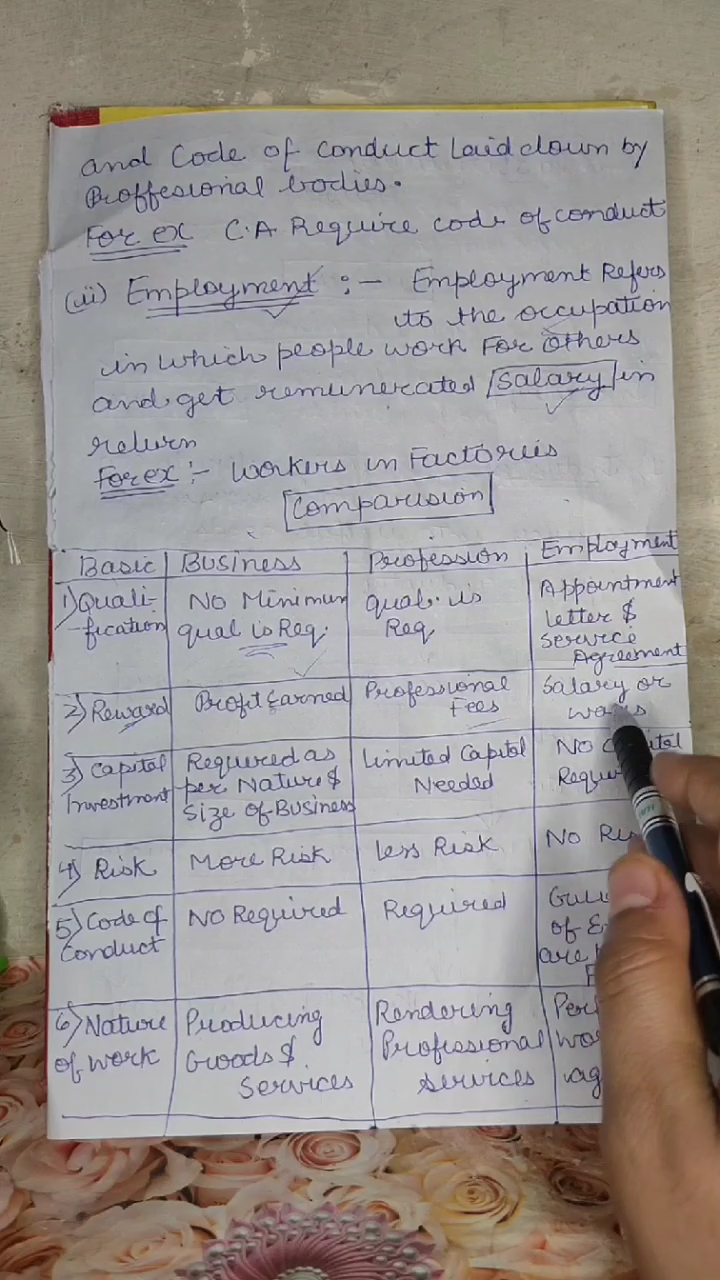 and Code of Conduct Laid down by
Proffesional bodies.
For ex C.A Require code of conduct
(iii) Employment :- Employment Refers
to the occupation
in which people work For others
and get remunerated Salary in
return
For ex :- Workers in Factories
Comparision
Basic Business Profession Employment
1) Quali-
-fication
No Minimum
qual is Req.
qual. is
Req
Appointment
letter &
Service
Agreement
2) Reward
Profit Earned
Professional
Fees
Salary or
3) Capital
Investment
Required as
per Nature &
Size of Business
Limited Capital
Needed
No
4) Risk
More Risk
less Risk
No
5) Code of
Conduct
No Required
Required
of
are
6) Nature
of work
Producing
Goods &
Services
Rendering
Professional
Services